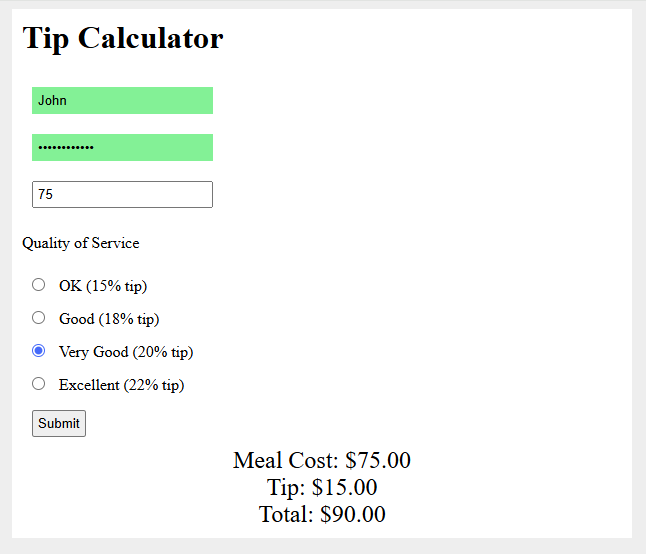 Tip Calculator
John
••••••••••••
75
Quality of Service
OK (15% tip)
Good (18% tip)
Very Good (20% tip)
Excellent (22% tip)
Submit
Meal Cost: $75.00
Tip: $15.00
Total: $90.00